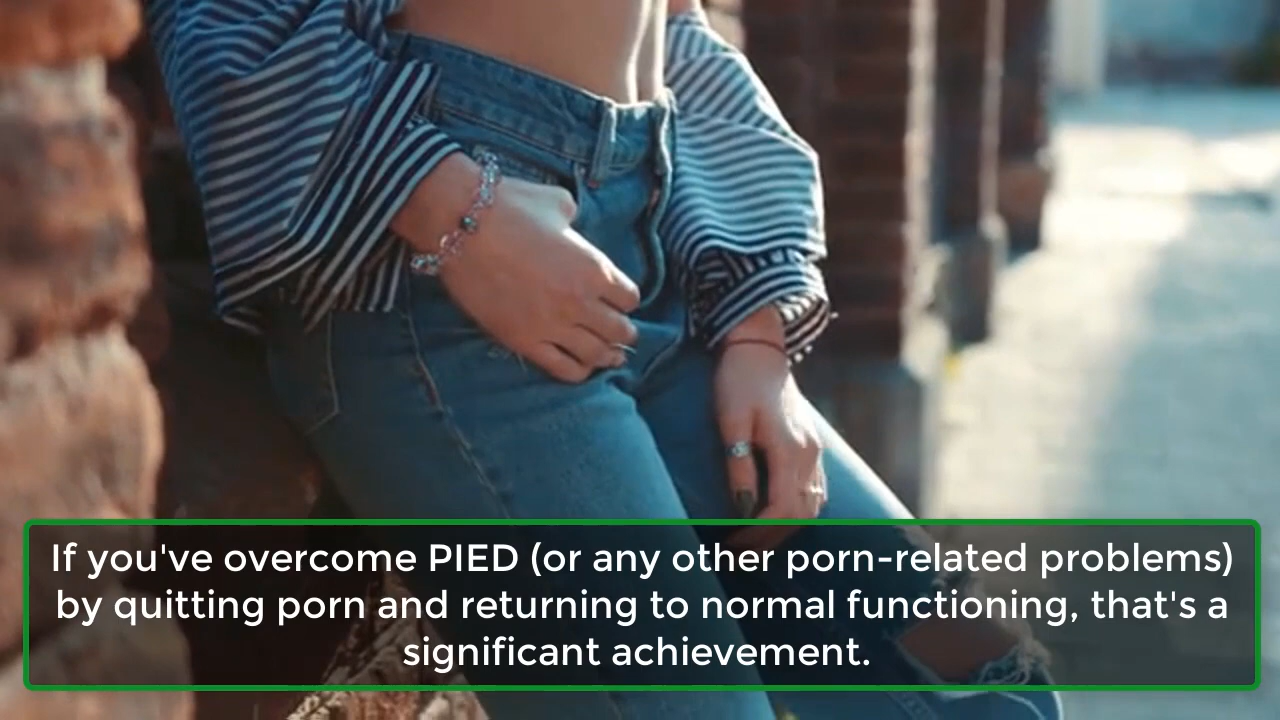 If you've overcome PIED (or any other porn-related problems)
by quitting porn and returning to normal functioning, that's a
significant achievement.